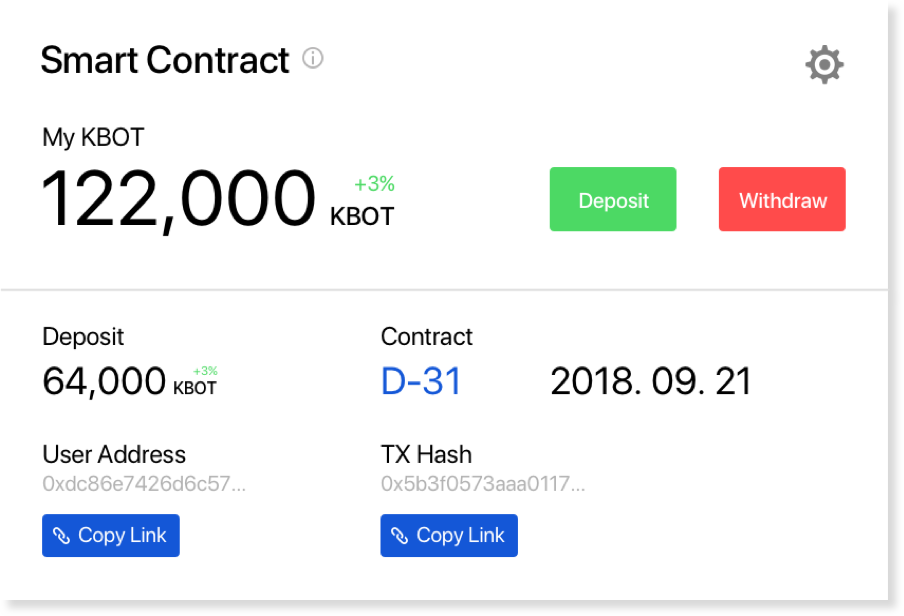 Smart Contract
My KBOT
122,000 +3% KBOT
Deposit Withdraw
Deposit Contract
64,000 +3% KBOT D-31 2018. 09. 21
User Address TX Hash
0xdc86e7426d6c57... 0x5b3f0573aaa0117...
Copy Link Copy Link